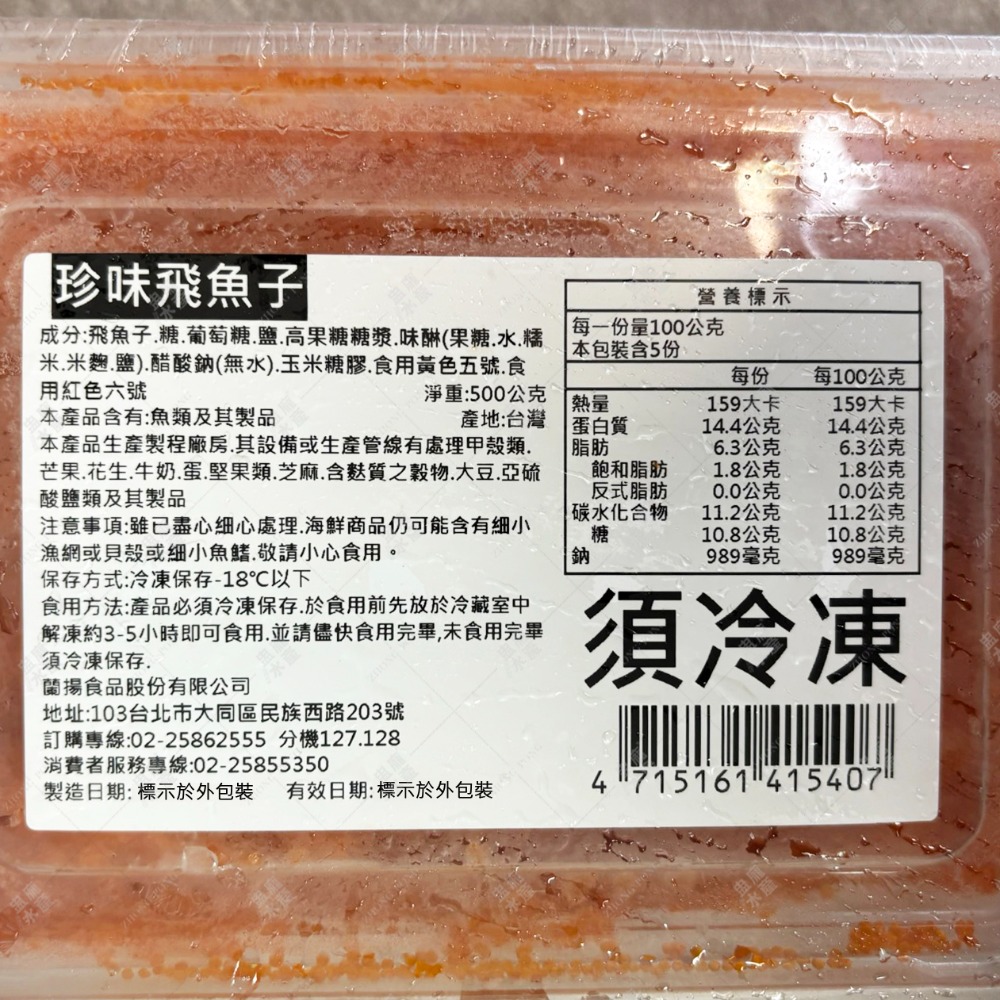 珍味飛魚子
成分:飛魚子.糖.葡萄糖.鹽.高果糖糖漿.味醂(果糖.水.糯
米.米麴.鹽).醋酸鈉(無水).玉米糖膠.食用黃色五號.食
用紅色六號 淨重:500公克
本產品含有:魚類及其製品 產地:台灣
本產品生產製程廠房,其設備或生產管線有處理甲殼類.
芒果.花生.牛奶.蛋.堅果類.芝麻.含麩質之穀物.大豆.亞硫
酸鹽類及其製品
注意事項:雖已盡心細心處理.海鮮商品仍可能含有細小
漁網或貝殼或細小魚鰭.敬請小心食用。
保存方式:冷凍保存-18℃以下
食用方法:產品必須冷凍保存.於食用前先放於冷藏室中
解凍約3-5小時即可食用.並請儘快食用完畢,未食用完畢
須冷凍保存.
蘭揚食品股份有限公司
地址:103台北市大同區民族西路203號
訂購專線:02-25862555 分機127.128
消費者服務專線:02-25855350
製造日期: 標示於外包裝 有效日期: 標示於外包裝
營養標示
每一份量100公克
本包裝含5份
每份 每100公克
熱量 159大卡 159大卡
蛋白質 14.4公克 14.4公克
脂肪 6.3公克 6.3公克
飽和脂肪 1.8公克 1.8公克
反式脂肪 0.0公克 0.0公克
碳水化合物 11.2公克 11.2公克
糖 10.8公克 10.8公克
鈉 989毫克 989毫克
須冷凍
4 715161 415407